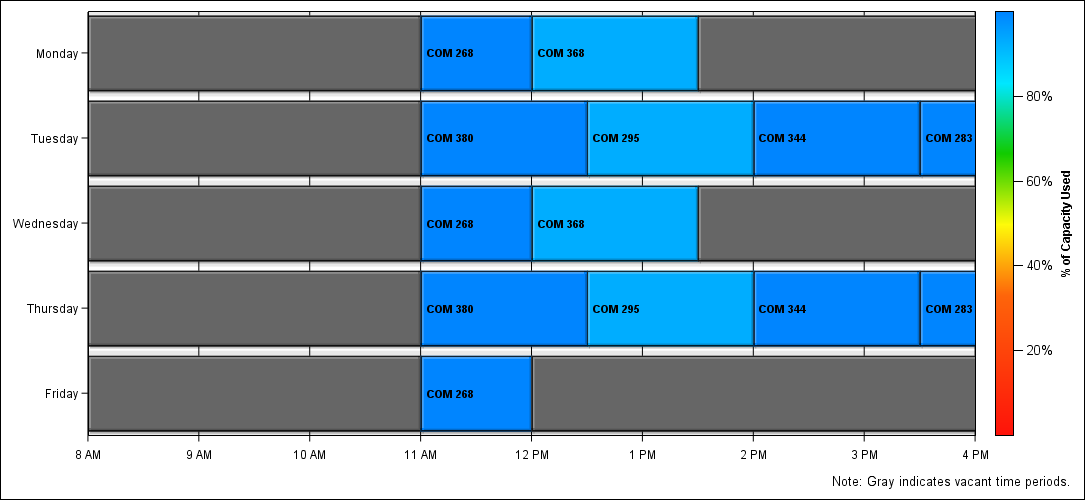 Monday
COM 268
COM 368
Tuesday
COM 380
COM 295
COM 344
COM 283
Wednesday
COM 268
COM 368
Thursday
COM 380
COM 295
COM 344
COM 283
Friday
COM 268
8 AM
9 AM
10 AM
11 AM
12 PM
1 PM
2 PM
3 PM
4 PM
80%
60%
40%
20%
% of Capacity Used
Note: Gray indicates vacant time periods.